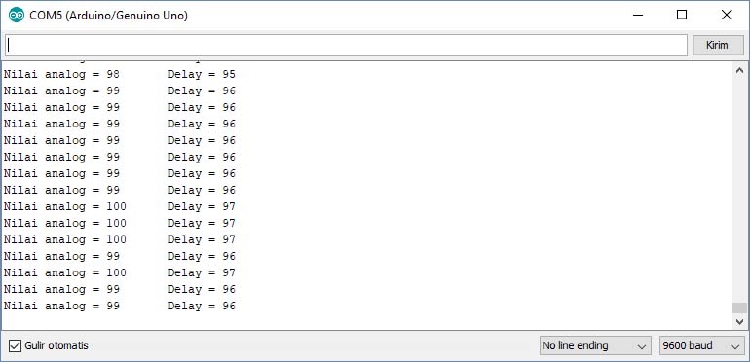 COM5 (Arduino/Genuino Uno)
Kirim
Nilai analog = 98 Delay = 95
Nilai analog = 99 Delay = 96
Nilai analog = 99 Delay = 96
Nilai analog = 99 Delay = 96
Nilai analog = 99 Delay = 96
Nilai analog = 99 Delay = 96
Nilai analog = 99 Delay = 96
Nilai analog = 99 Delay = 96
Nilai analog = 100 Delay = 97
Nilai analog = 100 Delay = 97
Nilai analog = 100 Delay = 97
Nilai analog = 99 Delay = 96
Nilai analog = 100 Delay = 97
Nilai analog = 99 Delay = 96
Nilai analog = 99 Delay = 96
Gulir otomatis No line ending 9600 baud